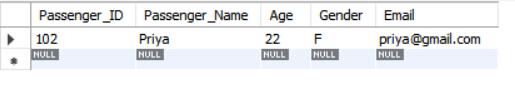 Passenger_ID Passenger_Name Age Gender Email
102 Priya 22 F priya@gmail.com
NULL NULL NULL NULL NULL